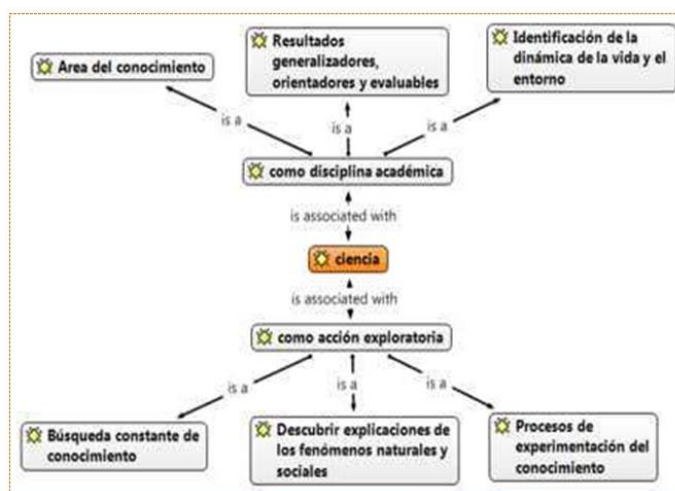 Resultados
generalizadores,
orientadores y evaluables
Identificación de la
dinámica de la vida y el
entorno
Area del conocimiento
is a
is a
is a
como disciplina académica
is associated with
ciencia
is associated with
como acción exploratoria
is a
is a
is a
Búsqueda constante de
conocimiento
Descubrir explicaciones de
los fenómenos naturales y
sociales
Procesos de
experimentación del
conocimiento